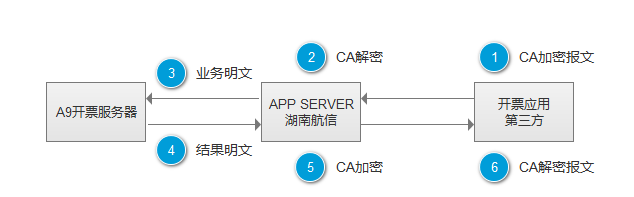 2 CA解密
1 CA加密报文
3 业务明文
A9开票服务器
APP SERVER
湖南航信
开票应用
第三方
4 结果明文
5 CA加密
6 CA解密报文